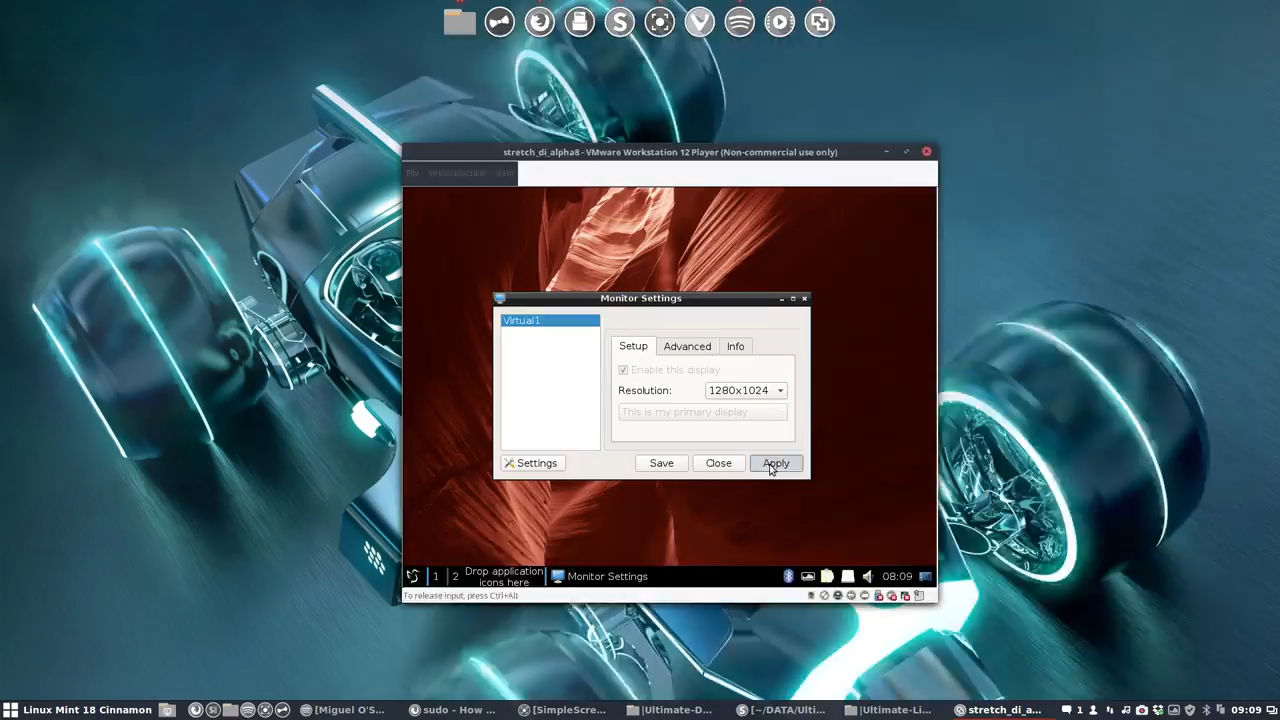 stretch_di_alpha8 - VMware Workstation 12 Player (Non-commercial use only)
File
Monitor Settings
Virtual1
Setup
Advanced
Info
Enable this display
Resolution:
1280x1024
This is my primary display
Settings
Save
Close
Apply
1
2
Drop application
icons here
Monitor Settings
08:09
To release input, press Ctrl+Alt
Linux Mint 18 Cinnamon
[Miguel O'S...
sudo - How ...
[SimpleScre...
[Ultimate-D...
[~/DATA/Ulti...
[Ultimate-Li...
stretch_di_a...
1
09:09